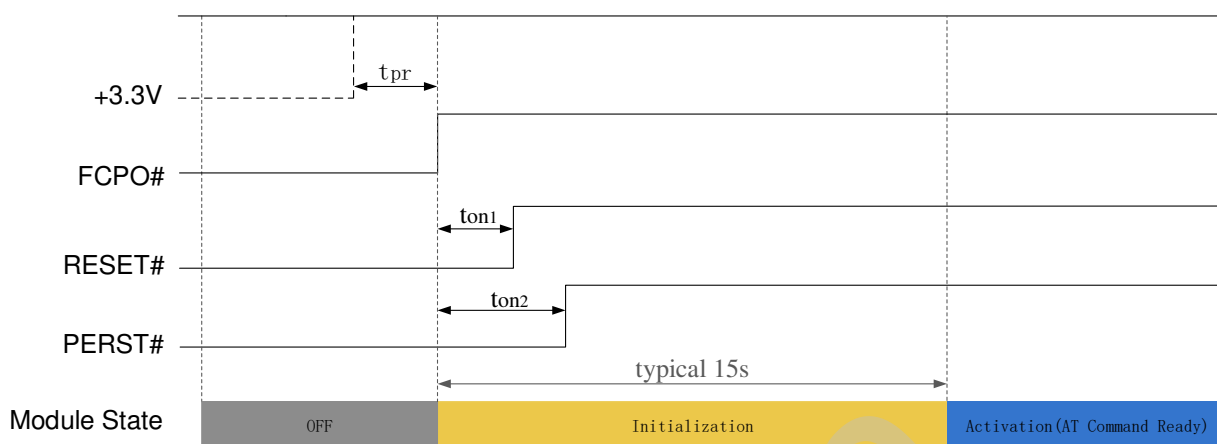 tpr
+3.3V
FCPO#
ton1
RESET#
ton2
PERST#
typical 15s
Module State
OFF
Initialization
Activation(AT Command Ready)